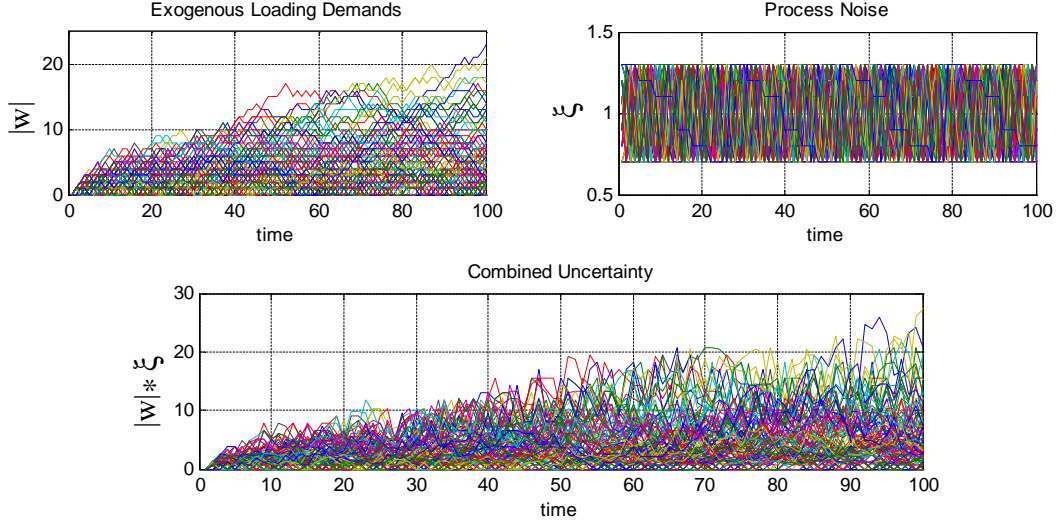 Exogenous Loading Demands
|w|
20
10
0
0 20 40 60 80 100
time
Process Noise
ξ
1.5
1
0.5
0 20 40 60 80 100
time
Combined Uncertainty
|w|* ξ
30
20
10
0
0 10 20 30 40 50 60 70 80 90 100
time